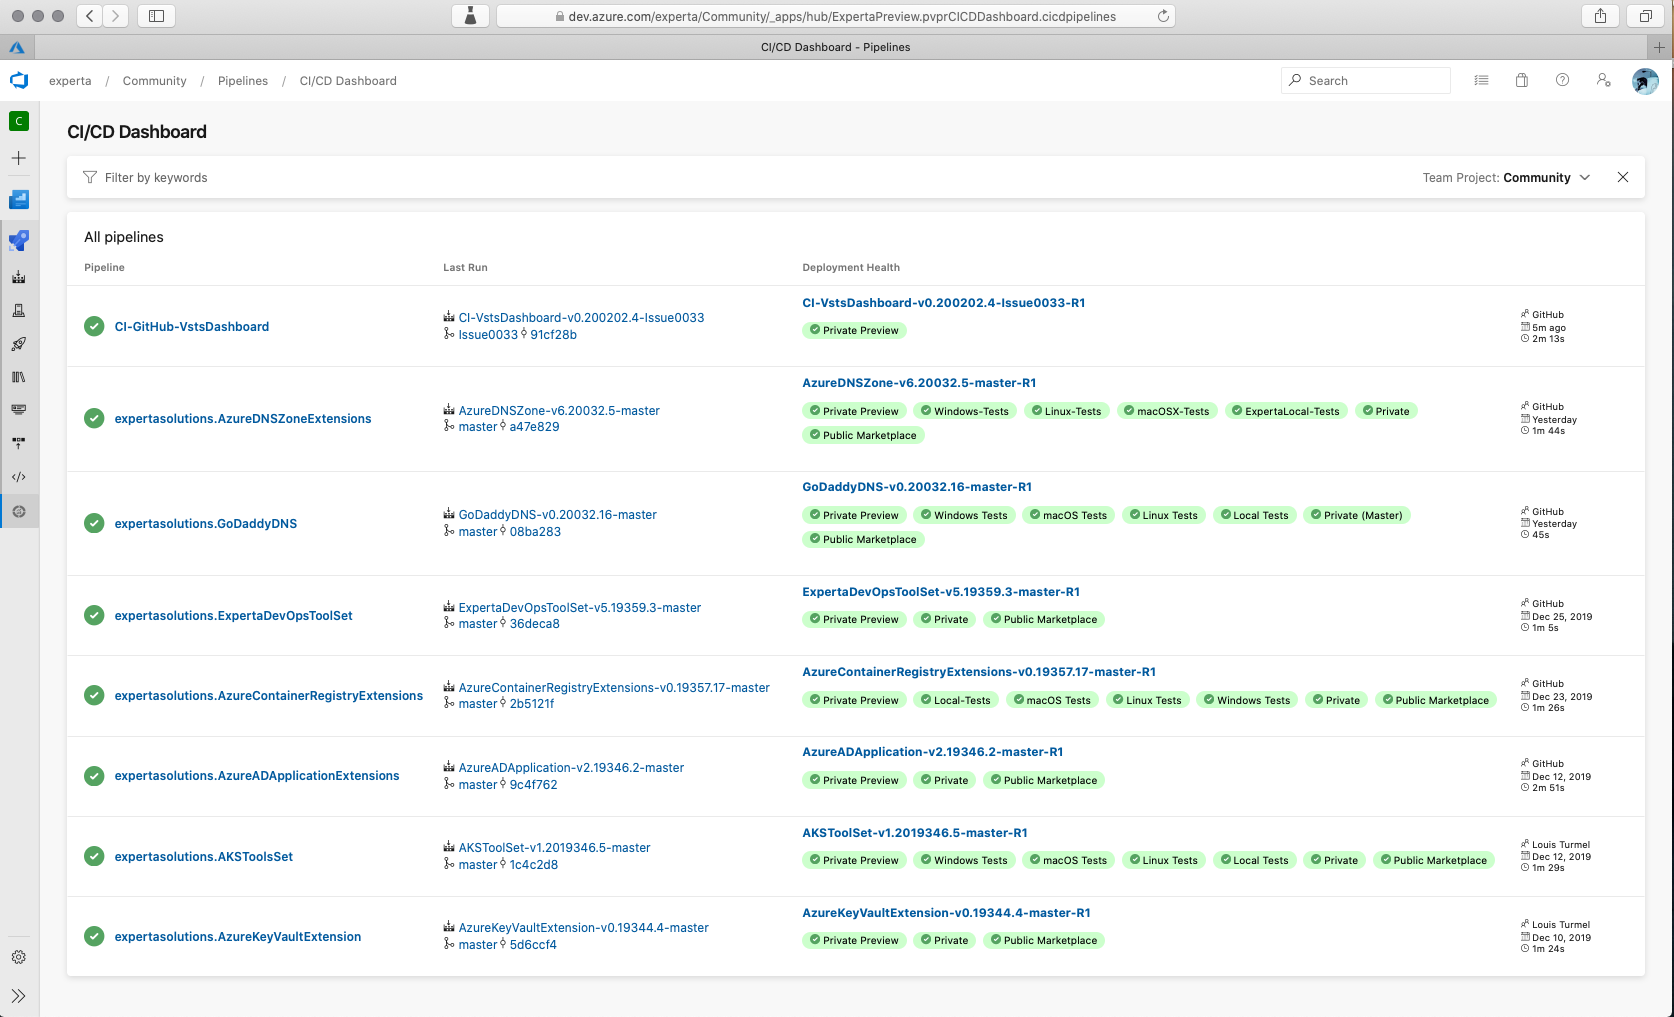 dev.azure.com/experta/Community/_apps/hub/ExpertaPreview.pvprCICDDashboard.cicdpipelines
CI/CD Dashboard - Pipelines
experta / Community / Pipelines / CI/CD Dashboard
Search
C
CI/CD Dashboard
Filter by keywords
Team Project: Community
All pipelines
Pipeline Last Run Deployment Health
CI-GitHub-VstsDashboard
CI-VstsDashboard-v0.200202.4-Issue0033
Issue0033 91cf28b
CI-VstsDashboard-v0.200202.4-Issue0033-R1
Private Preview
GitHub
5m ago
2m 13s
expertasolutions.AzureDNSZoneExtensions
AzureDNSZone-v6.20032.5-master
master a47e829
AzureDNSZone-v6.20032.5-master-R1
Private Preview Windows-Tests Linux-Tests macOSX-Tests ExpertaLocal-Tests Private
Public Marketplace
GitHub
Yesterday
1m 44s
expertasolutions.GoDaddyDNS
GoDaddyDNS-v0.20032.16-master
master 08ba283
GoDaddyDNS-v0.20032.16-master-R1
Private Preview Windows Tests macOS Tests Linux Tests Local Tests Private (Master)
Public Marketplace
GitHub
Yesterday
45s
expertasolutions.ExpertaDevOpsToolSet
ExpertaDevOpsToolSet-v5.19359.3-master
master 36deca8
ExpertaDevOpsToolSet-v5.19359.3-master-R1
Private Preview Private Public Marketplace
GitHub
Dec 25, 2019
1m 5s
expertasolutions.AzureContainerRegistryExtensions
AzureContainerRegistryExtensions-v0.19357.17-master
master 2b5121f
AzureContainerRegistryExtensions-v0.19357.17-master-R1
Private Preview Local-Tests macOS Tests Linux Tests Windows Tests Private Public Marketplace
GitHub
Dec 23, 2019
1m 26s
expertasolutions.AzureADApplicationExtensions
AzureADApplication-v2.19346.2-master
master 9c4f762
AzureADApplication-v2.19346.2-master-R1
Private Preview Private Public Marketplace
GitHub
Dec 12, 2019
2m 51s
expertasolutions.AKSToolsSet
AKSToolSet-v1.2019346.5-master
master 1c4c2d8
AKSToolSet-v1.2019346.5-master-R1
Private Preview Windows Tests macOS Tests Linux Tests Local Tests Private Public Marketplace
Louis Turmel
Dec 12, 2019
1m 29s
expertasolutions.AzureKeyVaultExtension
AzureKeyVaultExtension-v0.19344.4-master
master 5d6ccf4
AzureKeyVaultExtension-v0.19344.4-master-R1
Private Preview Private Public Marketplace
Louis Turmel
Dec 10, 2019
1m 24s